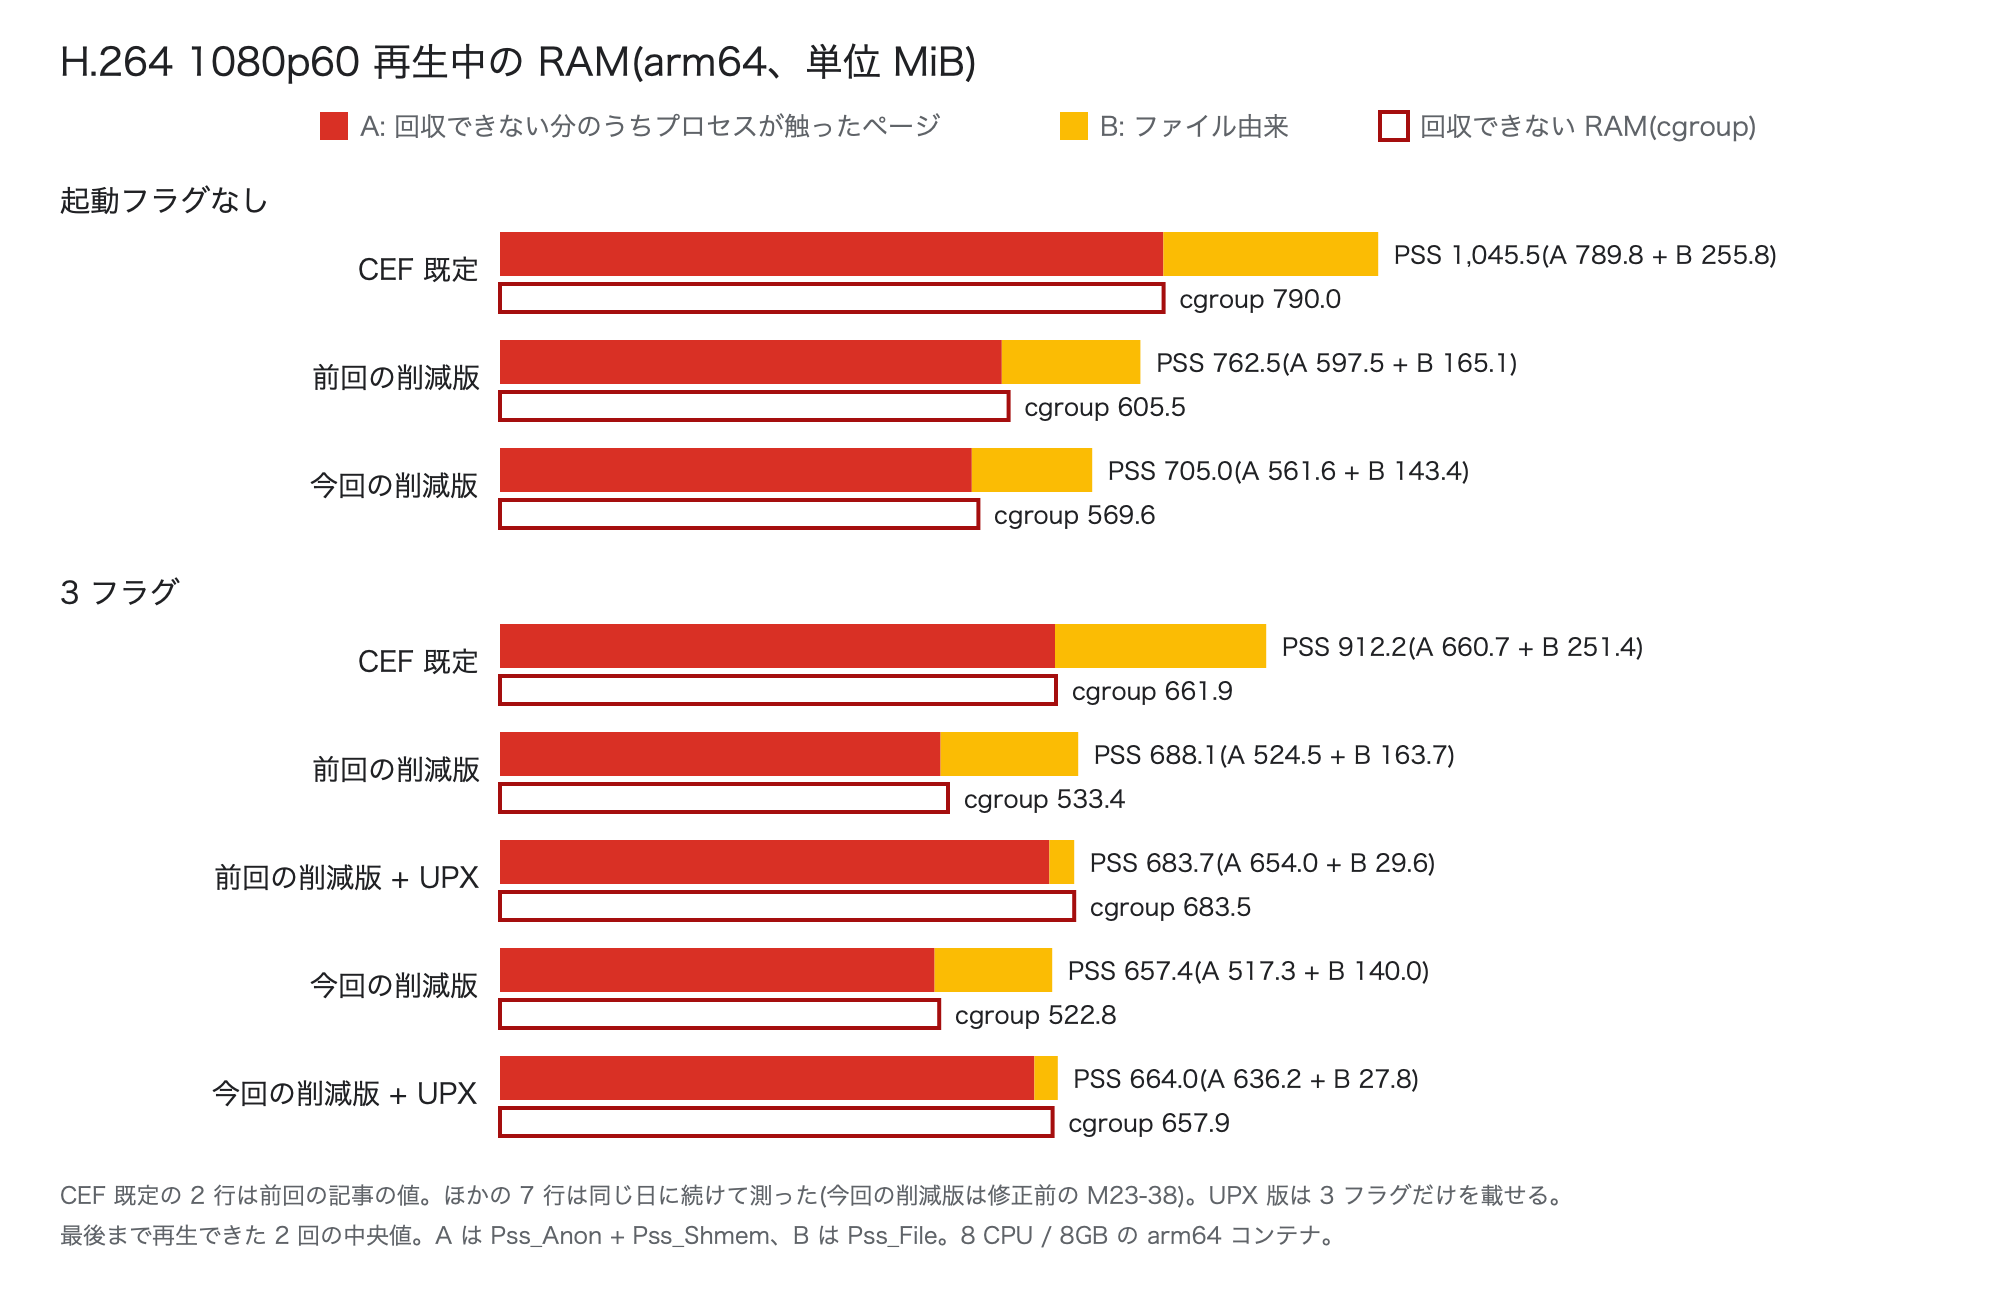 H.264 1080p60 再生中の RAM(arm64、単位 MiB)
A: 回収できない分のうちプロセスが触ったページ
B: ファイル由来
回収できない RAM(cgroup)
起動フラグなし
CEF 既定
PSS 1,045.5(A 789.8 + B 255.8)
cgroup 790.0
前回の削減版
PSS 762.5(A 597.5 + B 165.1)
cgroup 605.5
今回の削減版
PSS 705.0(A 561.6 + B 143.4)
cgroup 569.6
3 フラグ
CEF 既定
PSS 912.2(A 660.7 + B 251.4)
cgroup 661.9
前回の削減版
PSS 688.1(A 524.5 + B 163.7)
cgroup 533.4
前回の削減版 + UPX
PSS 683.7(A 654.0 + B 29.6)
cgroup 683.5
今回の削減版
PSS 657.4(A 517.3 + B 140.0)
cgroup 522.8
今回の削減版 + UPX
PSS 664.0(A 636.2 + B 27.8)
cgroup 657.9
CEF 既定の 2 行は前回の記事の値。ほかの 7 行は同じ日に続けて測った(今回の削減版は修正前の M23-38)。UPX 版は 3 フラグだけを載せる。
最後まで再生できた 2 回の中央値。A は Pss_Anon + Pss_Shmem、B は Pss_File。8 CPU / 8GB の arm64 コンテナ。